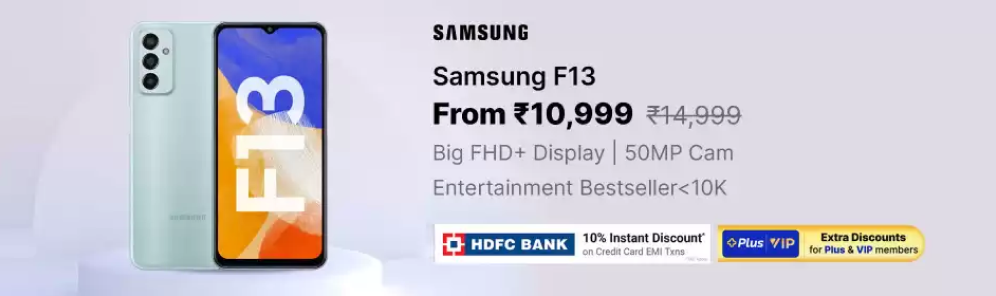 SAMSUNG
Samsung F13
From ₹10,999 ₹14,999
Big FHD+ Display | 50MP Cam
Entertainment Bestseller<10K
HDFC BANK
10% Instant Discount*
on Credit Card EMI Txns
Plus VIP
Extra Discounts
for Plus & VIP members
F13
SAMSUNG